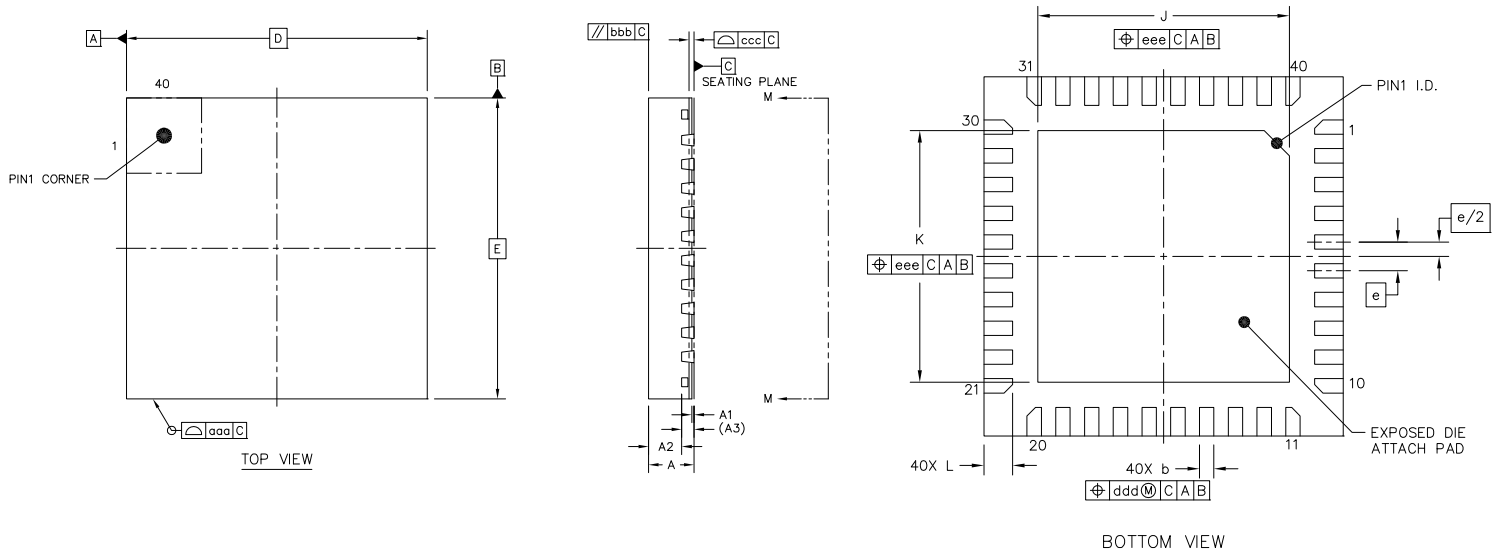 A
D
B
40
1
PIN1 CORNER
E
⌓ aaa C
TOP VIEW
// bbb C
⌓ ccc C
C
SEATING PLANE
M
M
A1
(A3)
A2
A
J
⌖ eee C A B
31
40
PIN1 I.D.
30
1
K
⌖ eee C A B
e/2
e
21
10
20
11
EXPOSED DIE
ATTACH PAD
40X L
40X b
⌖ ddd Ⓜ C A B
BOTTOM VIEW